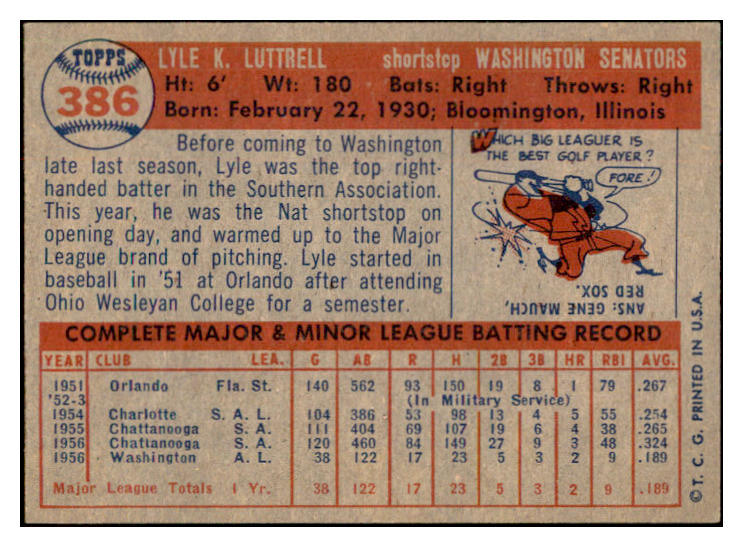 TOPPS
386
LYLE K. LUTTRELL shortstop WASHINGTON SENATORS
Ht: 6' Wt: 180 Bats: Right Throws: Right
Born: February 22, 1930; Bloomington, Illinois
Before coming to Washington
late last season, Lyle was the top right-
handed batter in the Southern Association.
This year, he was the Nat shortstop on
opening day, and warmed up to the Major
League brand of pitching. Lyle started in
baseball in '51 at Orlando after attending
Ohio Wesleyan College for a semester.
WHICH BIG LEAGUER IS
THE BEST GOLF PLAYER?
FORE!
ANS: GENE MAUCH,
RED SOX.
COMPLETE MAJOR & MINOR LEAGUE BATTING RECORD
YEAR CLUB LEA. G AB R H 2B 3B HR RBI AVG.
1951 Orlando Fla. St. 140 562 93 150 19 8 1 79 .267
'52-3 (In Military Service)
1954 Charlotte S. A. L. 104 386 53 98 13 4 5 55 .254
1955 Chattanooga S. A. 111 404 69 107 19 6 4 38 .265
1956 Chattanooga S. A. 120 460 84 149 27 9 3 48 .324
1956 Washington A. L. 38 122 17 23 5 3 2 9 .189
Major League Totals 1 Yr. 38 122 17 23 5 3 2 9 .189
©T. C. G. PRINTED IN U.S.A.